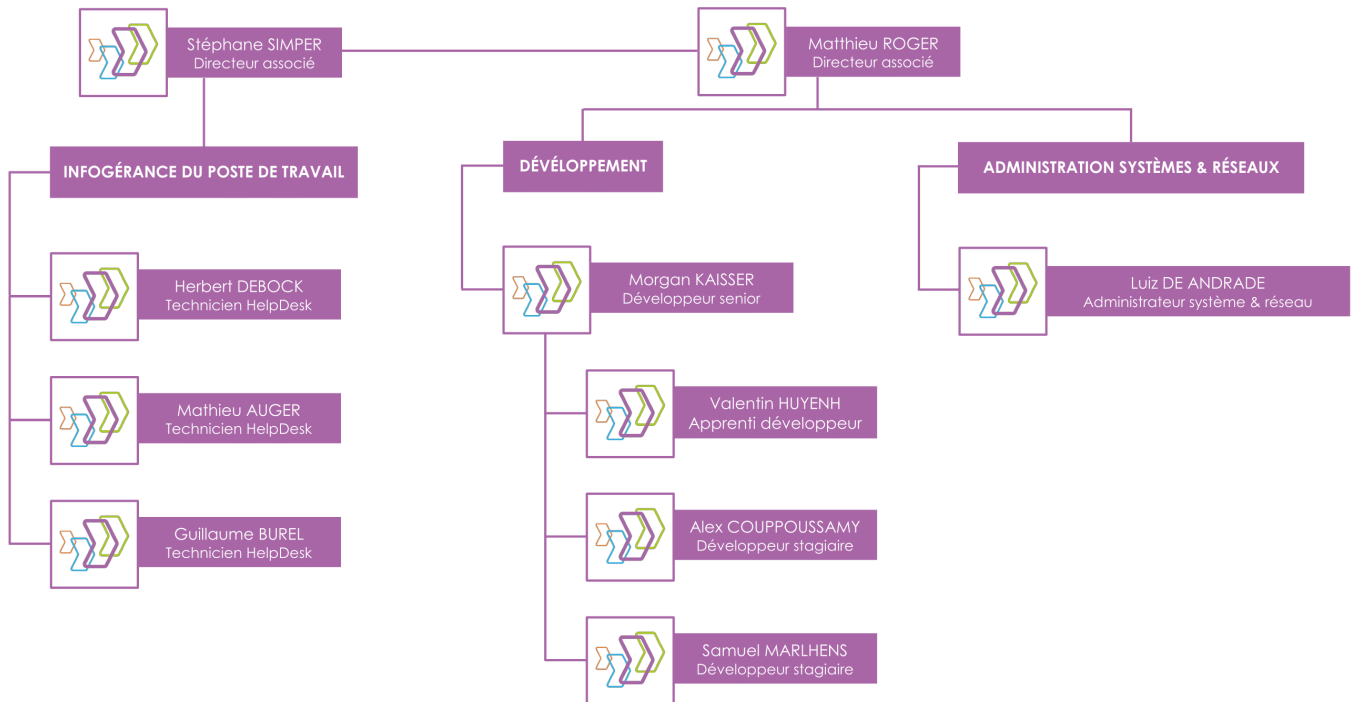 Stéphane SIMPER
Directeur associé
Matthieu ROGER
Directeur associé
INFOGÉRANCE DU POSTE DE TRAVAIL
DÉVÉLOPPEMENT
ADMINISTRATION SYSTÈMES & RÉSEAUX
Herbert DEBOCK
Technicien HelpDesk
Mathieu AUGER
Technicien HelpDesk
Guillaume BUREL
Technicien HelpDesk
Morgan KAISSER
Développeur senior
Valentin HUYENH
Apprenti développeur
Alex COUPPOUSSAMY
Développeur stagiaire
Samuel MARLHENS
Développeur stagiaire
Luiz DE ANDRADE
Administrateur système & réseau